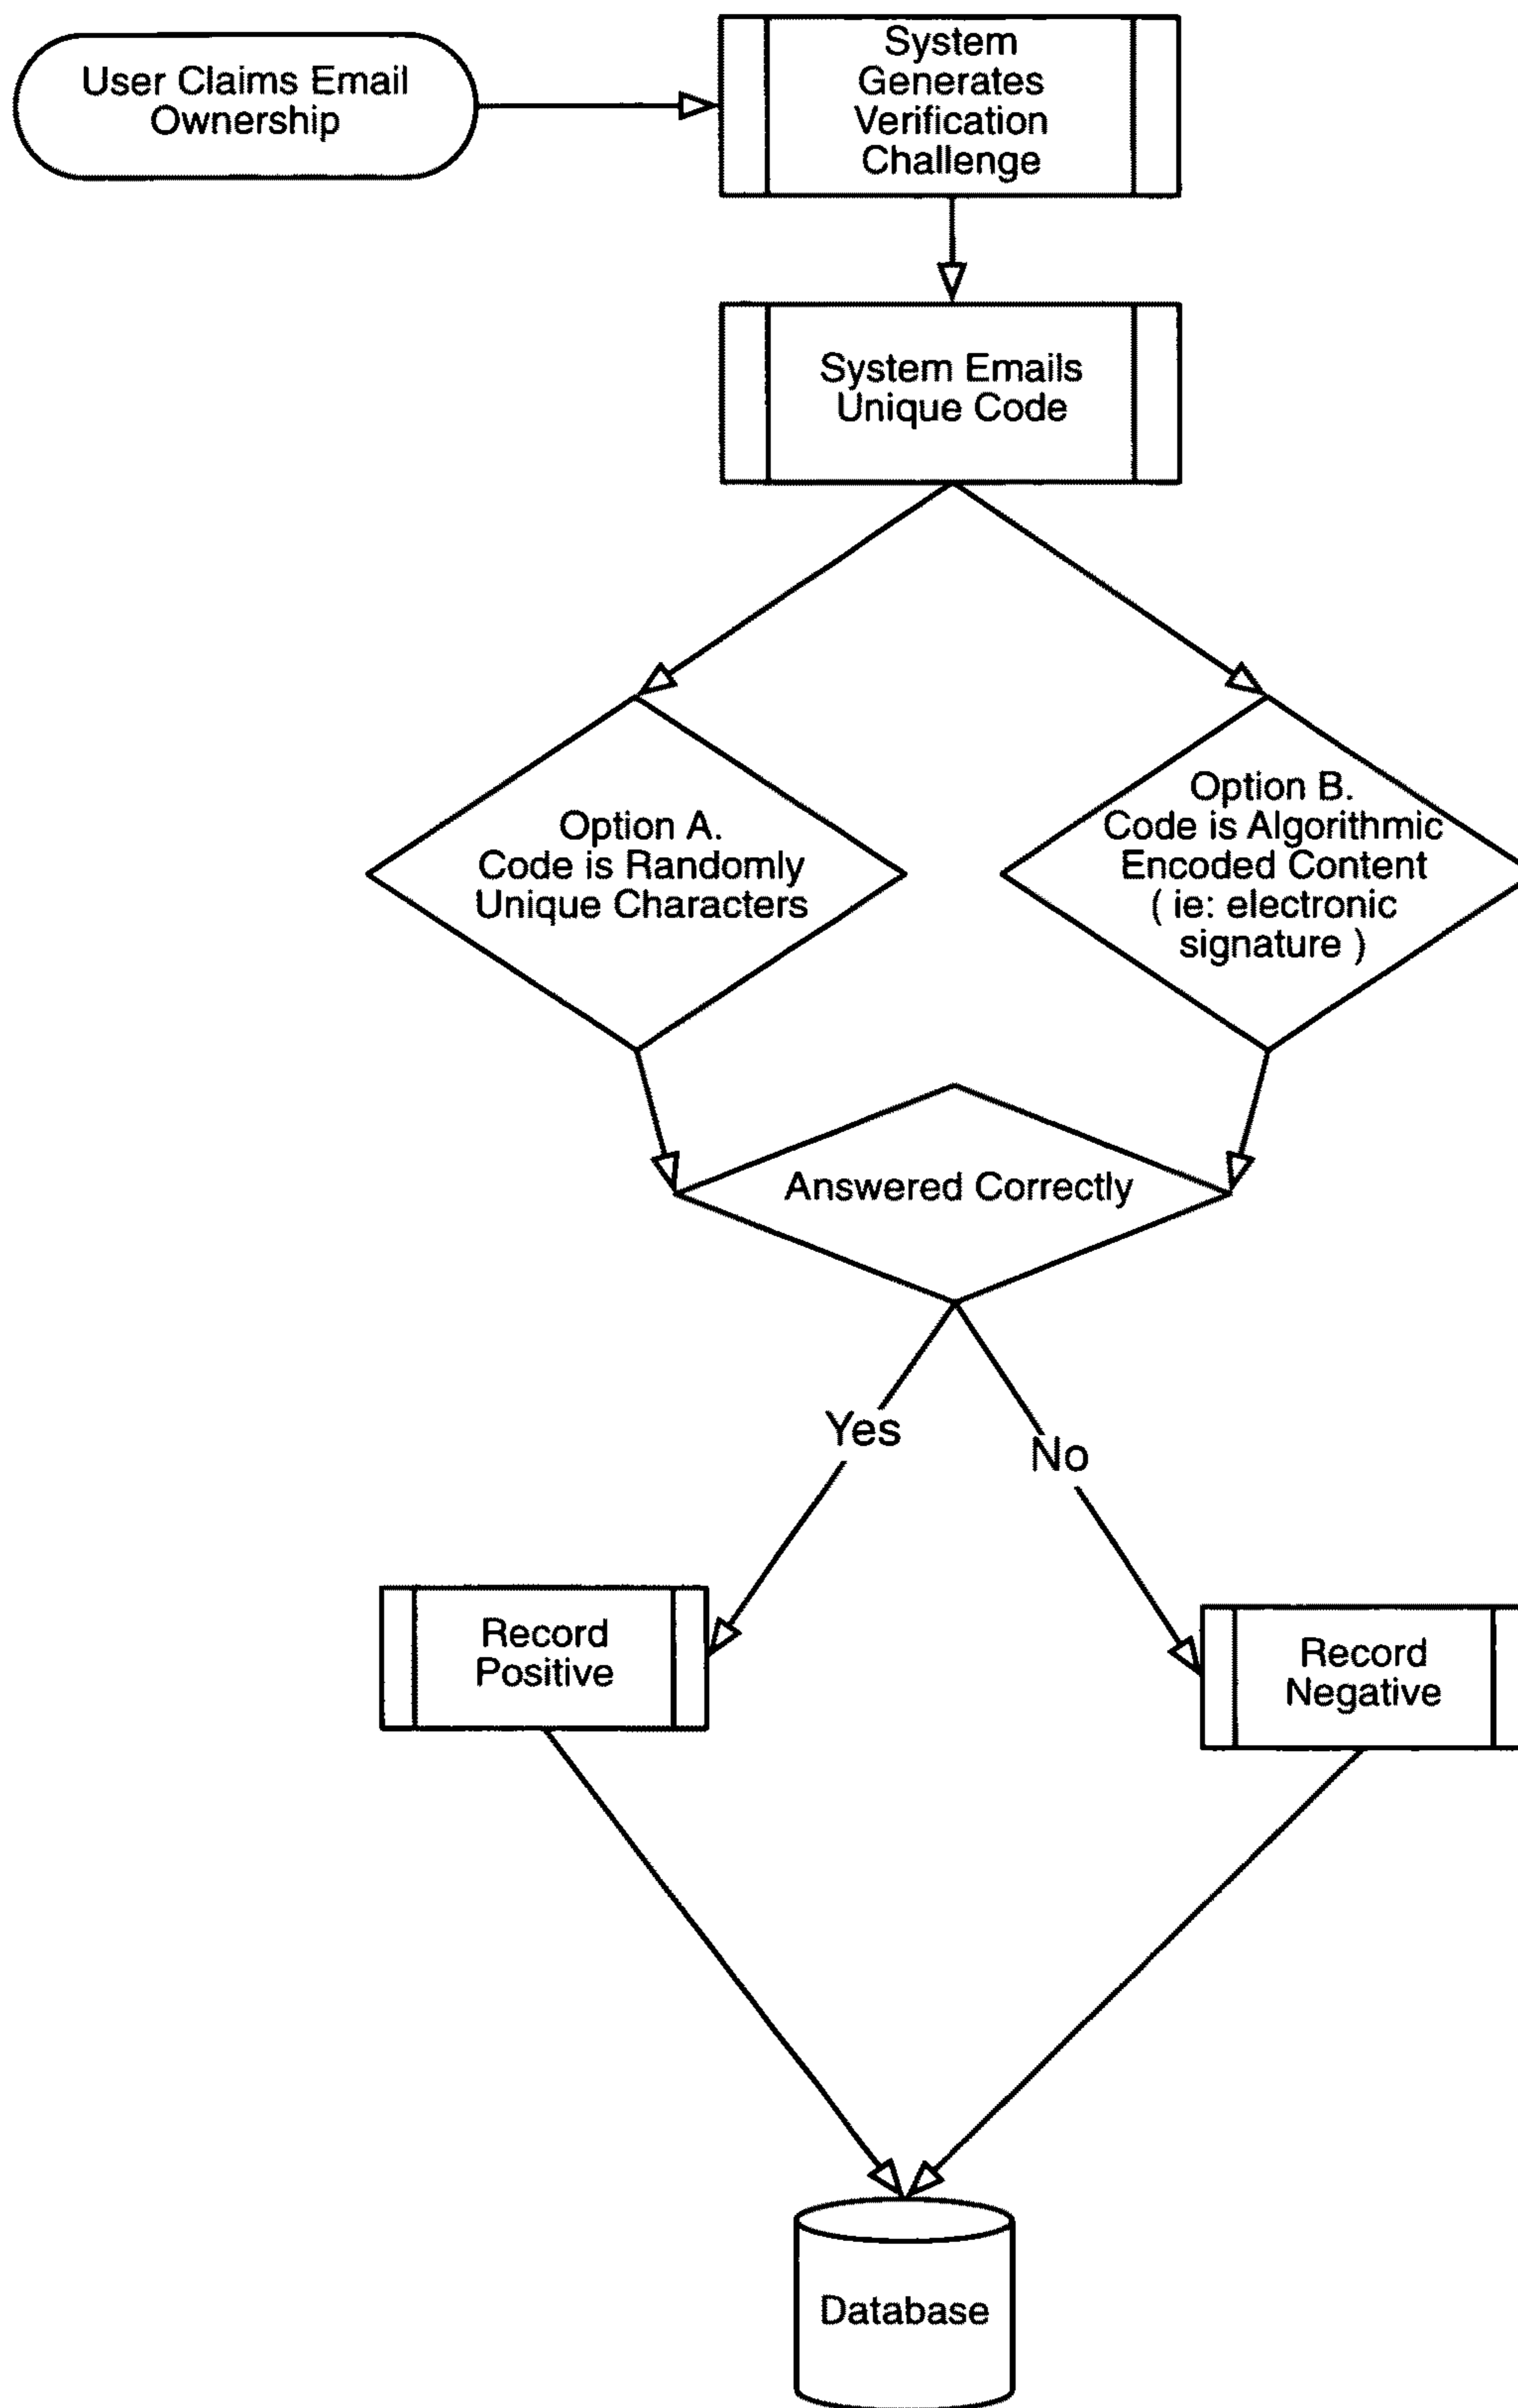 User Claims Email
Ownership
System
Generates
Verification
Challenge
System Emails
Unique Code
Option A.
Code is Randomly
Unique Characters
Option B.
Code is Algorithmic
Encoded Content
( ie: electronic
signature )
Answered Correctly
Yes
No
Record
Positive
Record
Negative
Database